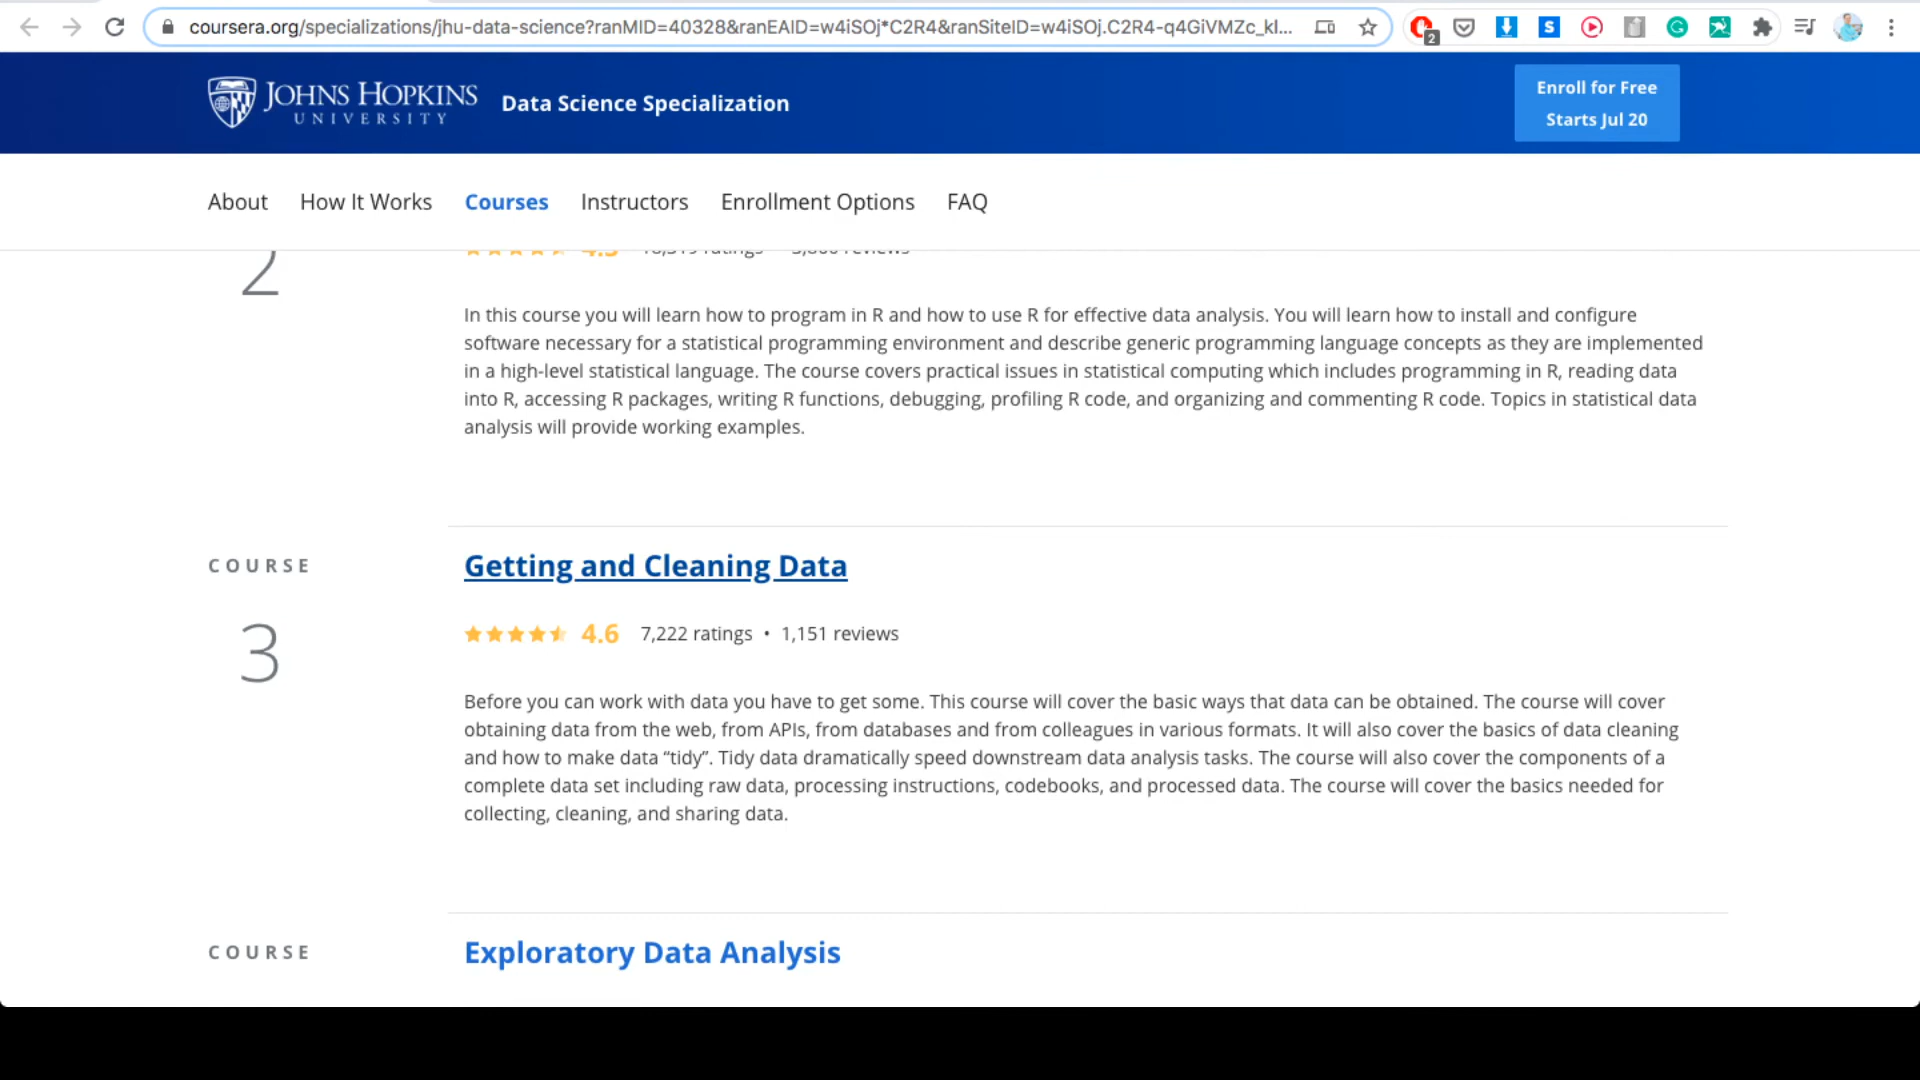 coursera.org/specializations/jhu-data-science?ranMID=40328&ranEAID=w4iSOj*C2R4&ranSiteID=w4iSOj.C2R4-q4GiVMZc_kI...
2
JOHNS HOPKINS
UNIVERSITY
Data Science Specialization
Enroll for Free
Starts Jul 20
About How It Works Courses Instructors Enrollment Options FAQ
2
In this course you will learn how to program in R and how to use R for effective data analysis. You will learn how to install and configure
software necessary for a statistical programming environment and describe generic programming language concepts as they are implemented
in a high-level statistical language. The course covers practical issues in statistical computing which includes programming in R, reading data
into R, accessing R packages, writing R functions, debugging, profiling R code, and organizing and commenting R code. Topics in statistical data
analysis will provide working examples.
COURSE
3
Getting and Cleaning Data
4.6 7,222 ratings • 1,151 reviews
Before you can work with data you have to get some. This course will cover the basic ways that data can be obtained. The course will cover
obtaining data from the web, from APIs, from databases and from colleagues in various formats. It will also cover the basics of data cleaning
and how to make data “tidy”. Tidy data dramatically speed downstream data analysis tasks. The course will also cover the components of a
complete data set including raw data, processing instructions, codebooks, and processed data. The course will cover the basics needed for
collecting, cleaning, and sharing data.
COURSE
Exploratory Data Analysis